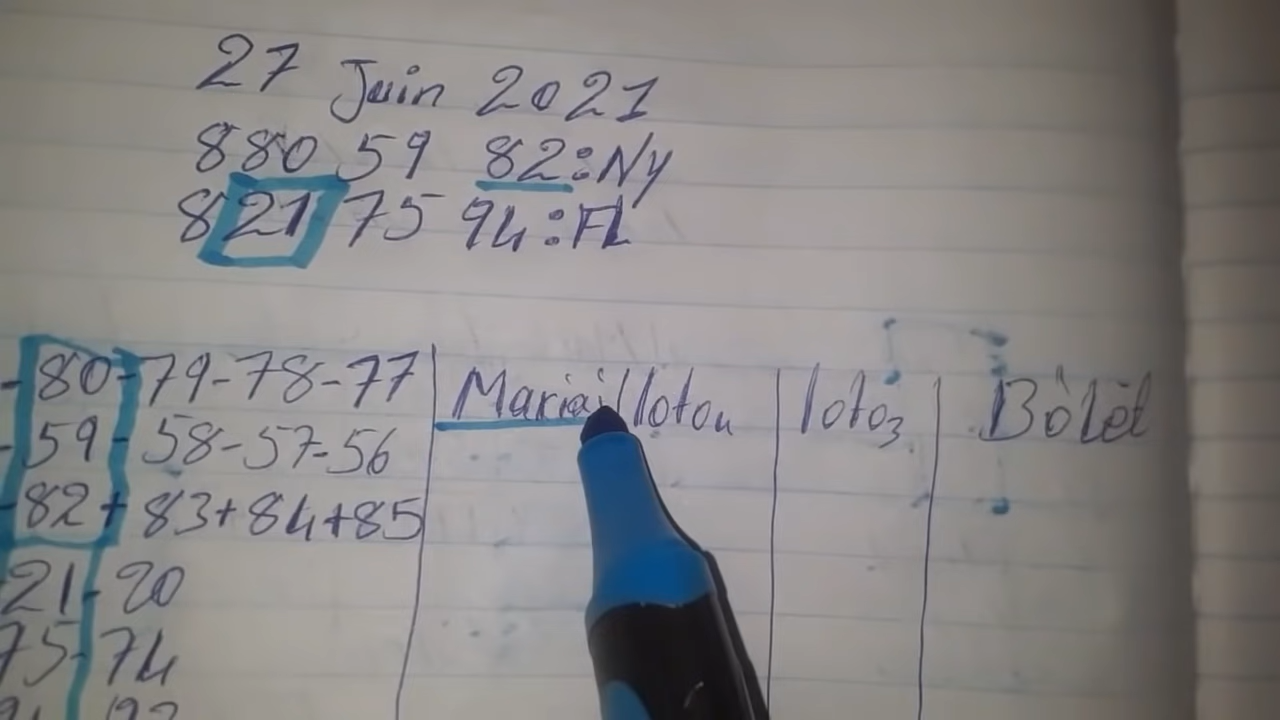 27 Juin 2021
880 59 82:Ny
821 75 94:FL
-80-79-78-77
-59-58-57-56
-82+83+84+85
21-20
75-74
Mariaj loto4
loto3
Bòlèt